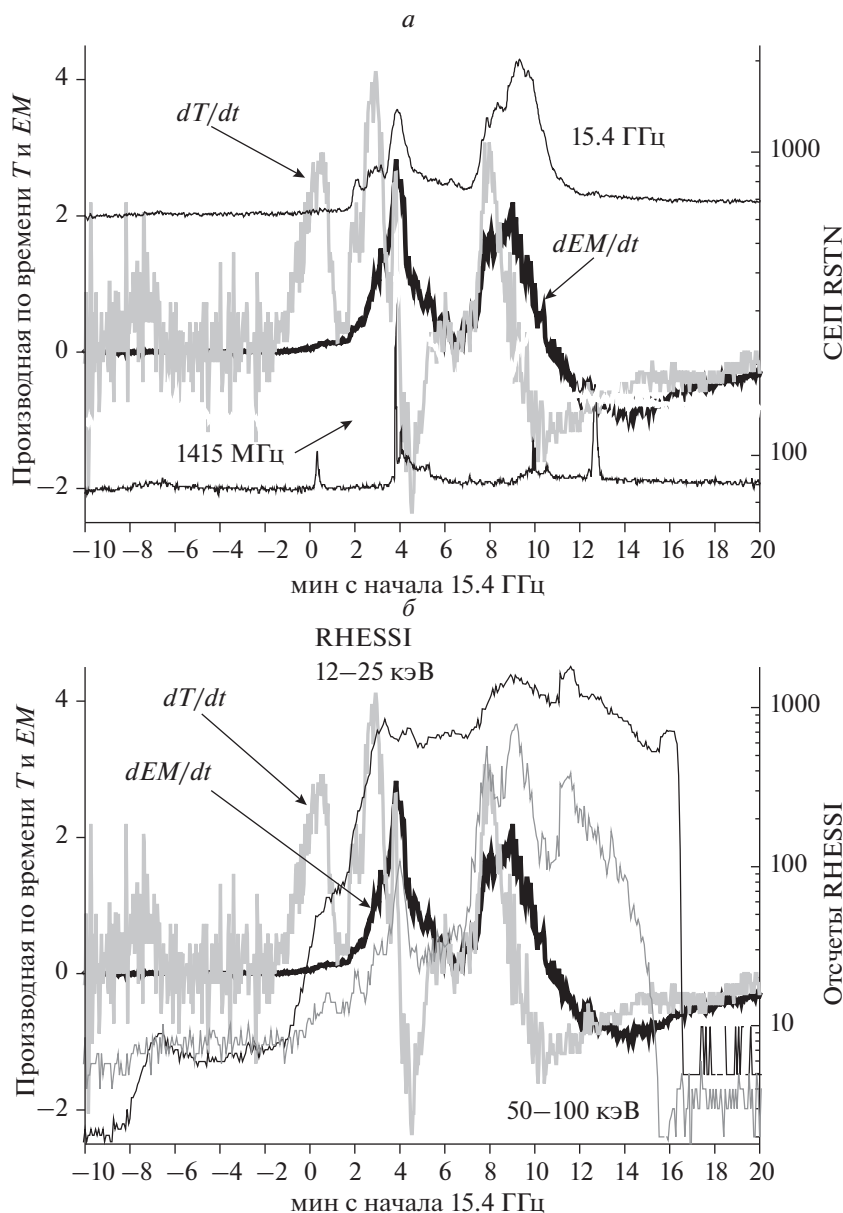 а
Производная по времени T и EM
4
2
0
−2
dT/dt
15.4 ГГц
dEM/dt
1415 МГц
1000
100
СЕП RSTN
−10 −8 −6 −4 −2 0 2 4 6 8 10 12 14 16 18 20
мин с начала 15.4 ГГц
б
RHESSI
12−25 кэВ
Производная по времени T и EM
4
2
0
−2
dT/dt
dEM/dt
50−100 кэВ
1000
100
10
Отсчеты RHESSI
−10 −8 −6 −4 −2 0 2 4 6 8 10 12 14 16 18 20
мин с начала 15.4 ГГц